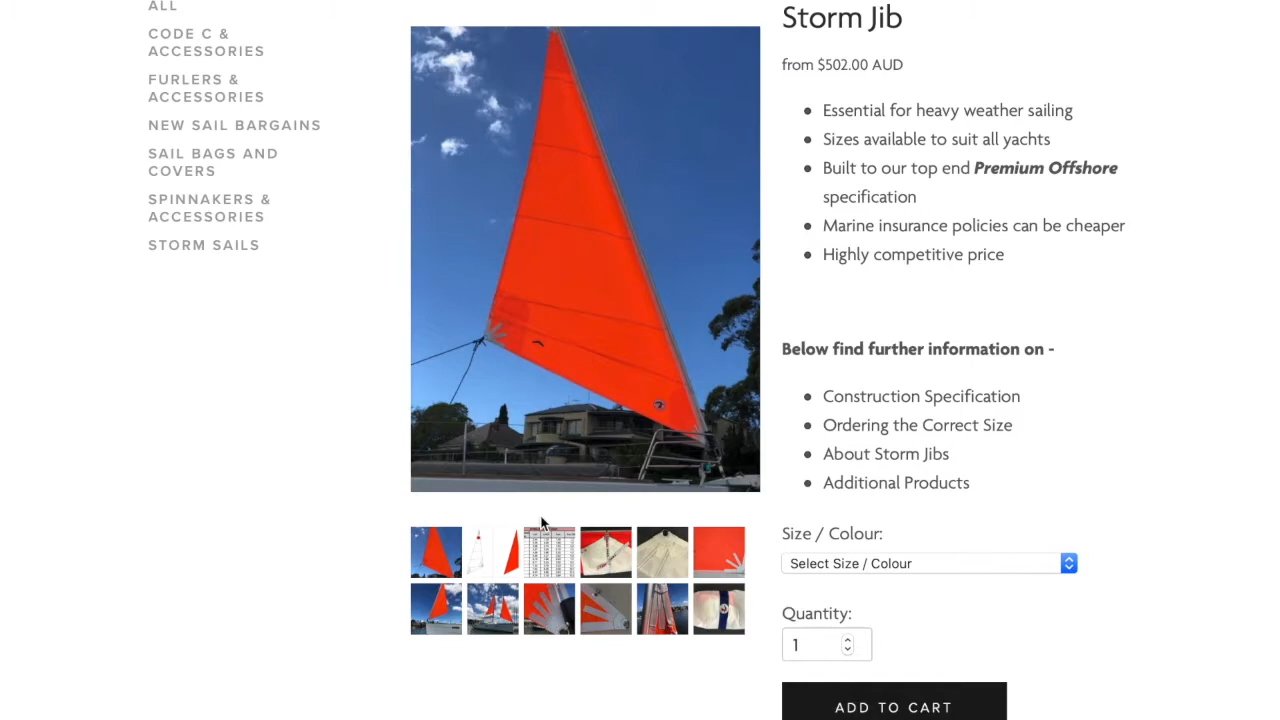 ALL
CODE C &
ACCESSORIES
FURLERS &
ACCESSORIES
NEW SAIL BARGAINS
SAIL BAGS AND
COVERS
SPINNAKERS &
ACCESSORIES
STORM SAILS
Storm Jib
from $502.00 AUD
Essential for heavy weather sailing
Sizes available to suit all yachts
Built to our top end Premium Offshore
specification
Marine insurance policies can be cheaper
Highly competitive price
Below find further information on -
Construction Specification
Ordering the Correct Size
About Storm Jibs
Additional Products
Size / Colour:
Select Size / Colour
Quantity:
1
ADD TO CART